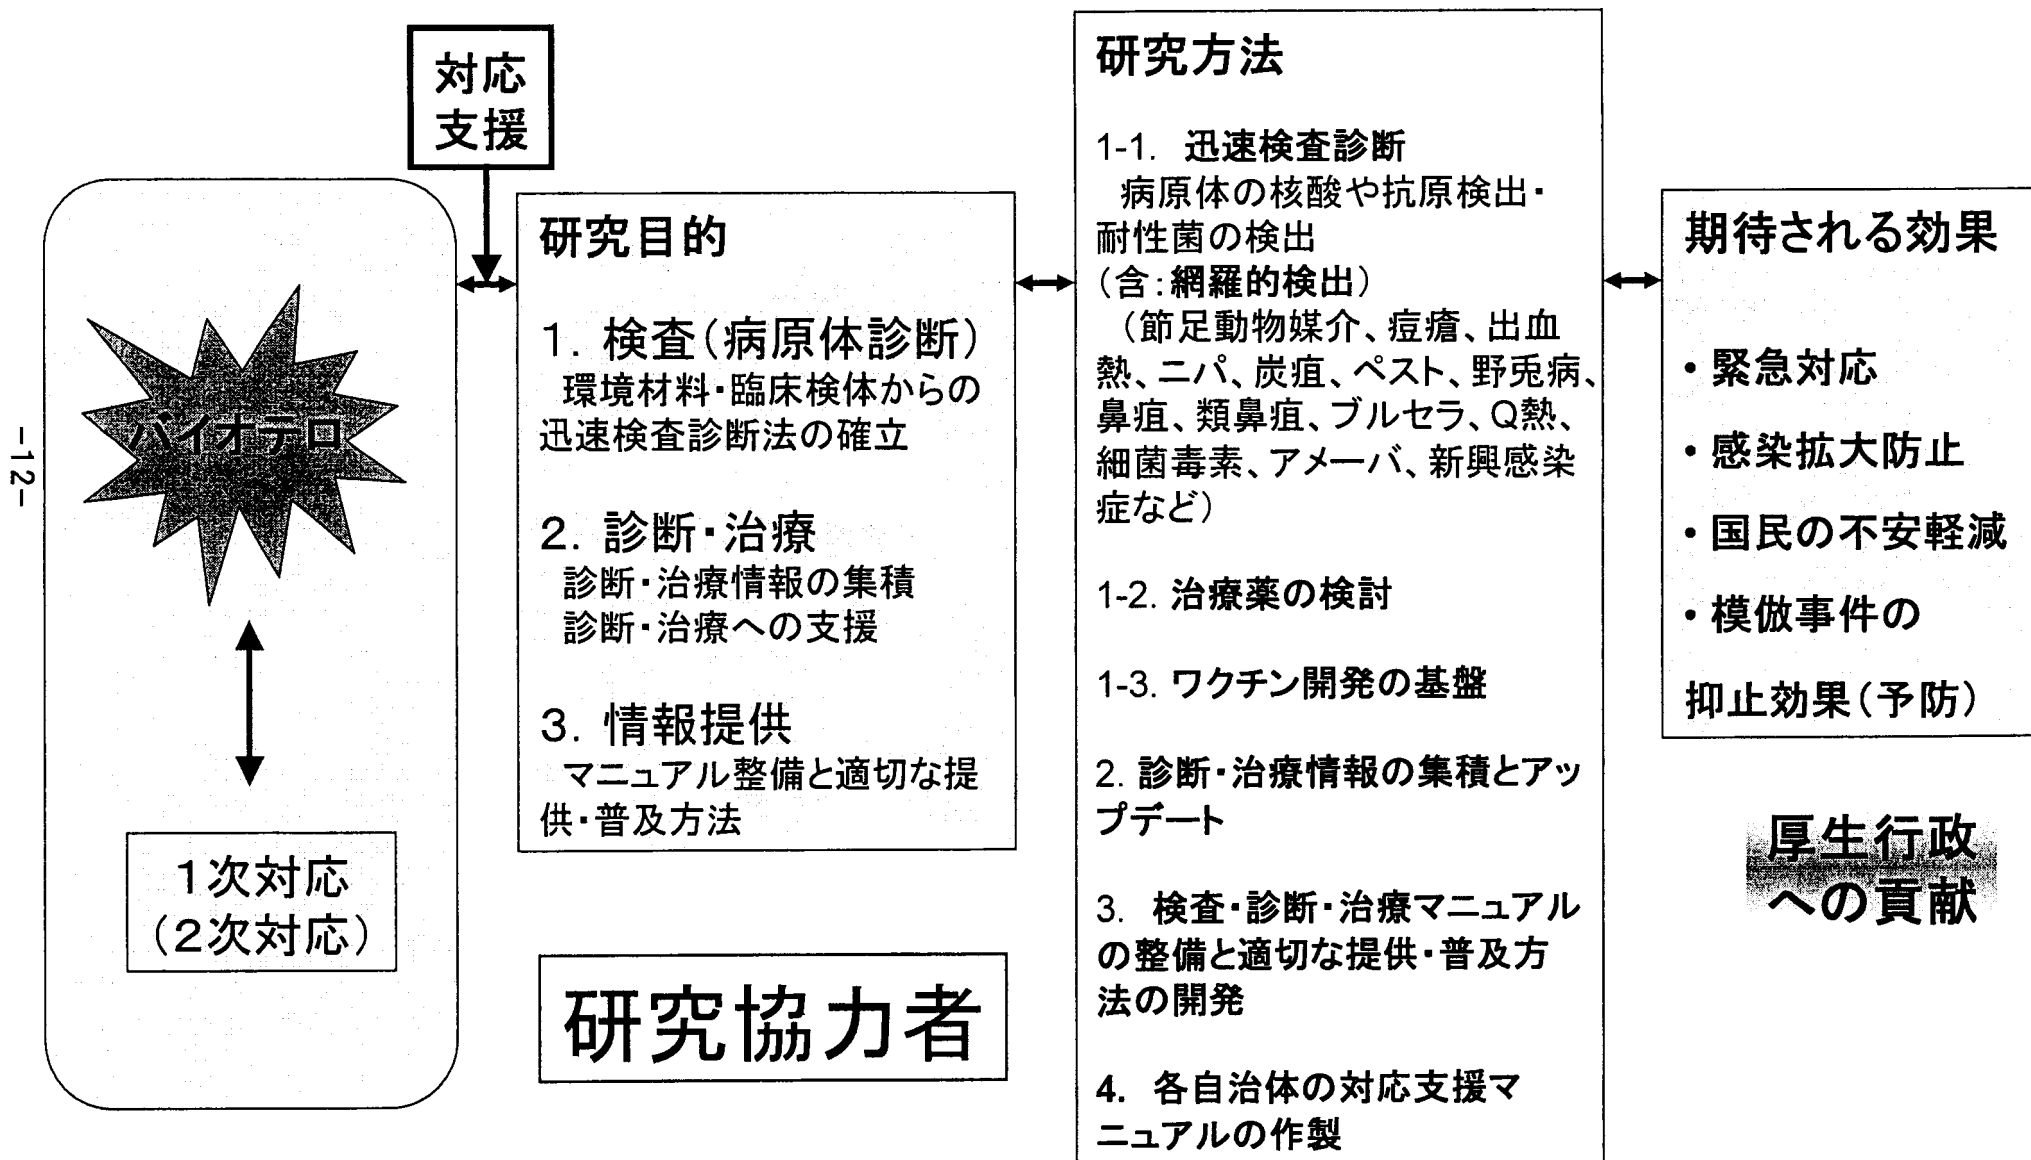 対応
支援
バイオテロ
1次対応
(2次対応)
研究目的
1. 検査(病原体診断)
環境材料・臨床検体からの
迅速検査診断法の確立
2. 診断・治療
診断・治療情報の集積
診断・治療への支援
3. 情報提供
マニュアル整備と適切な提
供・普及方法
研究協力者
研究方法
1-1. 迅速検査診断
病原体の核酸や抗原検出・
耐性菌の検出
(含:網羅的検出)
(節足動物媒介、痘瘡、出血
熱、ニパ、炭疽、ペスト、野兎病、
鼻疽、類鼻疽、ブルセラ、Q熱、
細菌毒素、アメーバ、新興感染
症など)
1-2. 治療薬の検討
1-3. ワクチン開発の基盤
2. 診断・治療情報の集積とアッ
プデート
3. 検査・診断・治療マニュアル
の整備と適切な提供・普及方
法の開発
4. 各自治体の対応支援マ
ニュアルの作製
期待される効果
・緊急対応
・感染拡大防止
・国民の不安軽減
・模倣事件の
抑止効果(予防)
厚生行政
への貢献
-12-